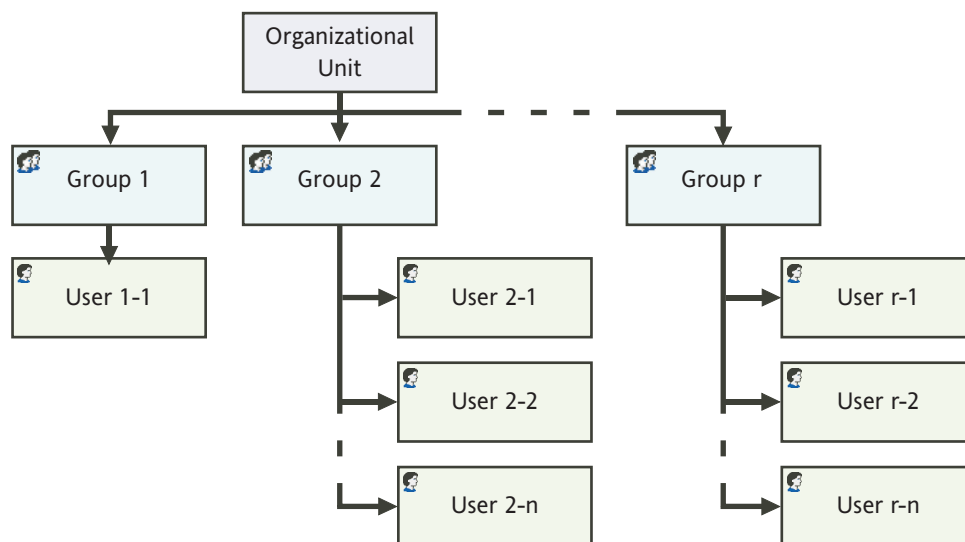 Organizational
Unit
Group 1
Group 2
Group r
User 1-1
User 2-1
User r-1
User 2-2
User r-2
User 2-n
User r-n